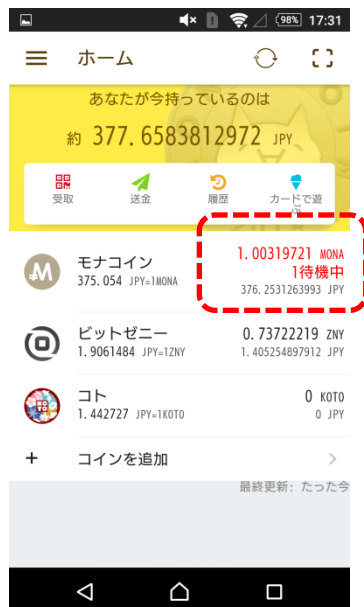 98% 17:31
ホーム
あなたが今持っているのは
約 377.6583812972 JPY
受取 送金 履歴 カードで遊ぶ
モナコイン 1.00319721 MONA
1待機中
375.054 JPY=1MONA 376.2531263993 JPY
ビットゼニー 0.73722219 ZNY
1.9061484 JPY=1ZNY 1.405254897912 JPY
コト 0 KOTO
1.442727 JPY=1KOTO 0 JPY
+ コインを追加
最終更新: たった今